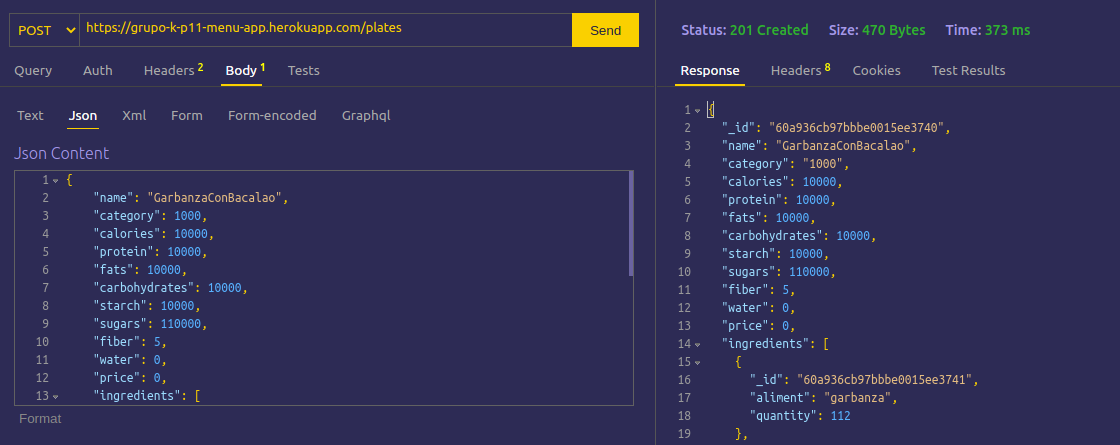 POST
https://grupo-k-p11-menu-app.herokuapp.com/plates
Send
Query Auth Headers 2 Body 1 Tests
Text Json Xml Form Form-encoded Graphql
Json Content
1 {
2 "name": "GarbanzaConBacalao",
3 "category": 1000,
4 "calories": 10000,
5 "protein": 10000,
6 "fats": 10000,
7 "carbohydrates": 10000,
8 "starch": 10000,
9 "sugars": 110000,
10 "fiber": 5,
11 "water": 0,
12 "price": 0,
13 "ingredients": [
Format
Status: 201 Created Size: 470 Bytes Time: 373 ms
Response Headers 8 Cookies Test Results
1 {
2 "_id": "60a936cb97bbbe0015ee3740",
3 "name": "GarbanzaConBacalao",
4 "category": "1000",
5 "calories": 10000,
6 "protein": 10000,
7 "fats": 10000,
8 "carbohydrates": 10000,
9 "starch": 10000,
10 "sugars": 110000,
11 "fiber": 5,
12 "water": 0,
13 "price": 0,
14 "ingredients": [
15 {
16 "_id": "60a936cb97bbbe0015ee3741",
17 "aliment": "garbanza",
18 "quantity": 112
19 },